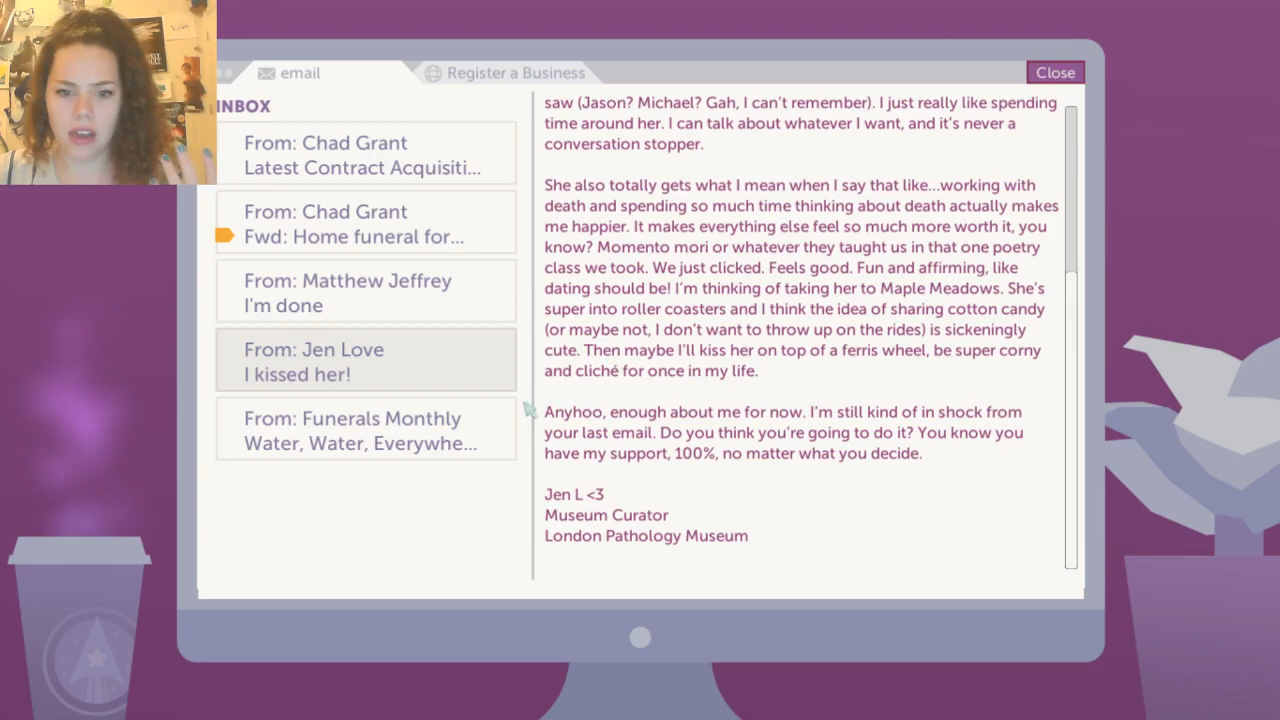 email
Register a Business
Close
INBOX
From: Chad Grant
Latest Contract Acquisiti...
From: Chad Grant
Fwd: Home funeral for...
From: Matthew Jeffrey
I'm done
From: Jen Love
I kissed her!
From: Funerals Monthly
Water, Water, Everywhe...
saw (Jason? Michael? Gah, I can't remember). I just really like spending
time around her. I can talk about whatever I want, and it's never a
conversation stopper.
She also totally gets what I mean when I say that like...working with
death and spending so much time thinking about death actually makes
me happier. It makes everything else feel so much more worth it, you
know? Momento mori or whatever they taught us in that one poetry
class we took. We just clicked. Feels good. Fun and affirming, like
dating should be! I'm thinking of taking her to Maple Meadows. She's
super into roller coasters and I think the idea of sharing cotton candy
(or maybe not, I don't want to throw up on the rides) is sickeningly
cute. Then maybe I'll kiss her on top of a ferris wheel, be super corny
and cliché for once in my life.
Anyhoo, enough about me for now. I'm still kind of in shock from
your last email. Do you think you're going to do it? You know you
have my support, 100%, no matter what you decide.
Jen L <3
Museum Curator
London Pathology Museum